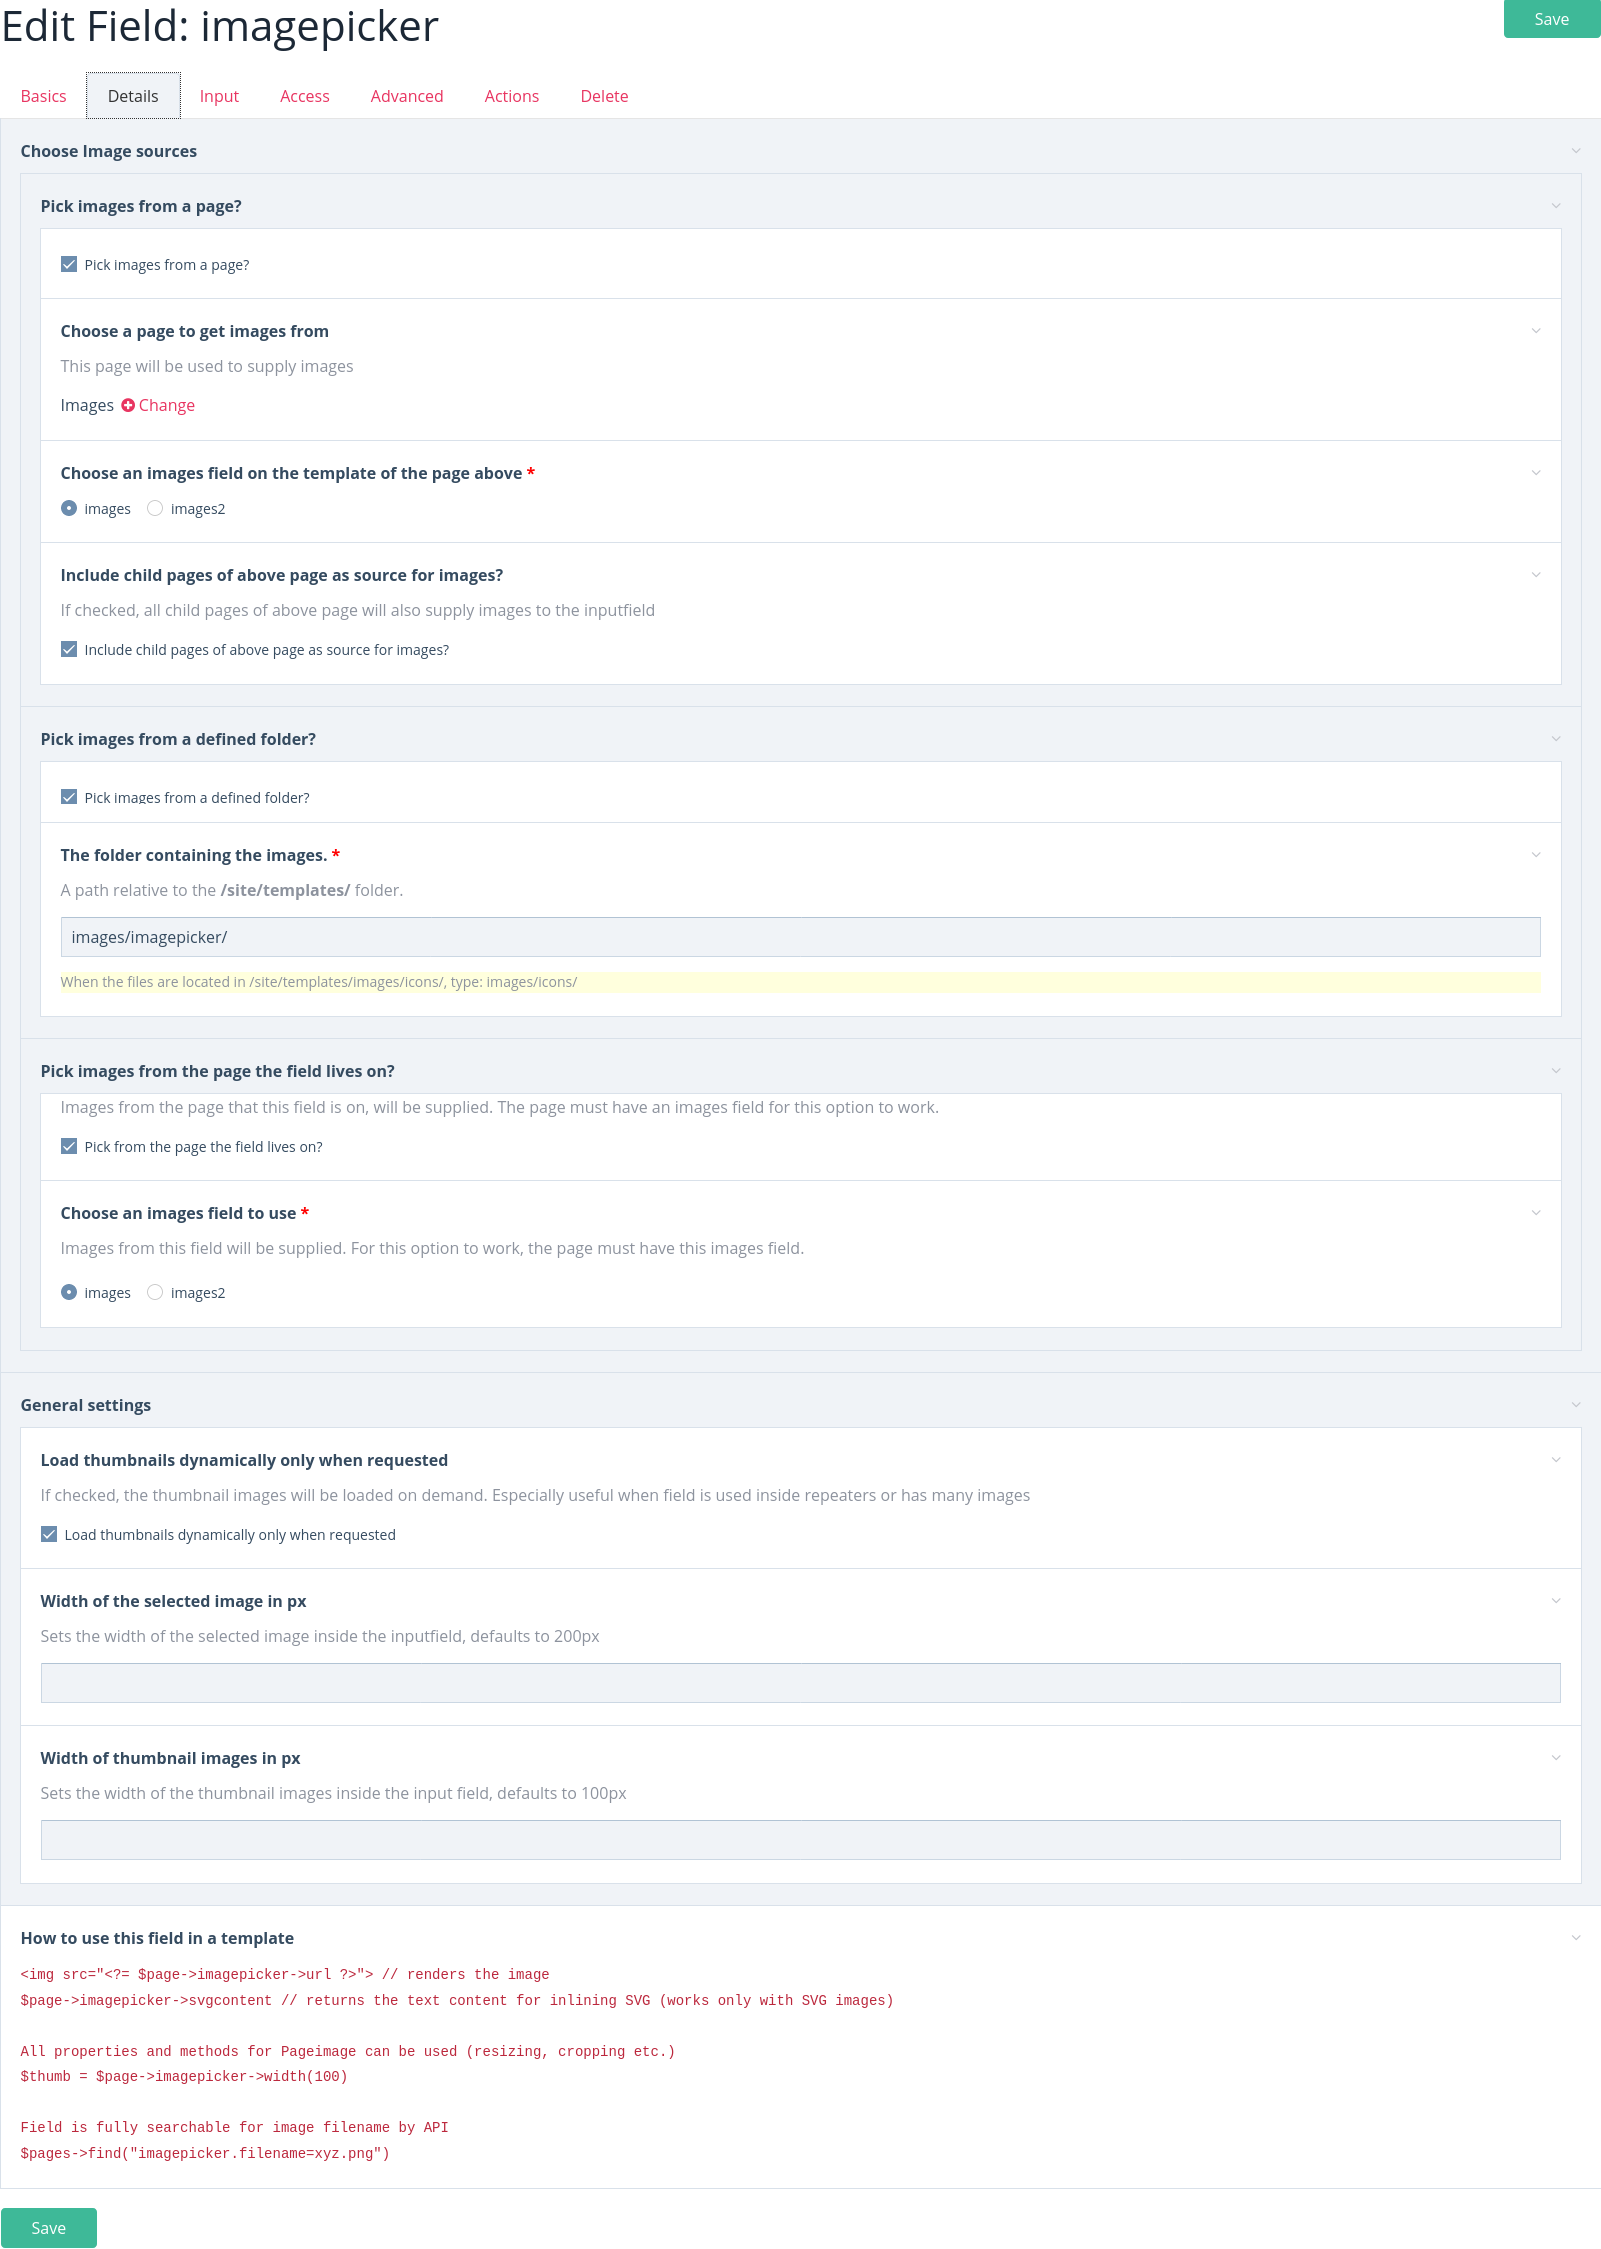 Edit Field: imagepicker
Save
Basics Details Input Access Advanced Actions Delete
Choose Image sources
Pick images from a page?
Pick images from a page?
Choose a page to get images from
This page will be used to supply images
Images Change
Choose an images field on the template of the page above *
images images2
Include child pages of above page as source for images?
If checked, all child pages of above page will also supply images to the inputfield
Include child pages of above page as source for images?
Pick images from a defined folder?
Pick images from a defined folder?
The folder containing the images. *
A path relative to the /site/templates/ folder.
images/imagepicker/
When the files are located in /site/templates/images/icons/, type: images/icons/
Pick images from the page the field lives on?
Images from the page that this field is on, will be supplied. The page must have an images field for this option to work.
Pick from the page the field lives on?
Choose an images field to use *
Images from this field will be supplied. For this option to work, the page must have this images field.
images images2
General settings
Load thumbnails dynamically only when requested
If checked, the thumbnail images will be loaded on demand. Especially useful when field is used inside repeaters or has many images
Load thumbnails dynamically only when requested
Width of the selected image in px
Sets the width of the selected image inside the inputfield, defaults to 200px
Width of thumbnail images in px
Sets the width of the thumbnail images inside the input field, defaults to 100px
How to use this field in a template
<img src="<?= $page->imagepicker->url ?>"> // renders the image
$page->imagepicker->svgcontent // returns the text content for inlining SVG (works only with SVG images)
All properties and methods for Pageimage can be used (resizing, cropping etc.)
$thumb = $page->imagepicker->width(100)
Field is fully searchable for image filename by API
$pages->find("imagepicker.filename=xyz.png")
Save